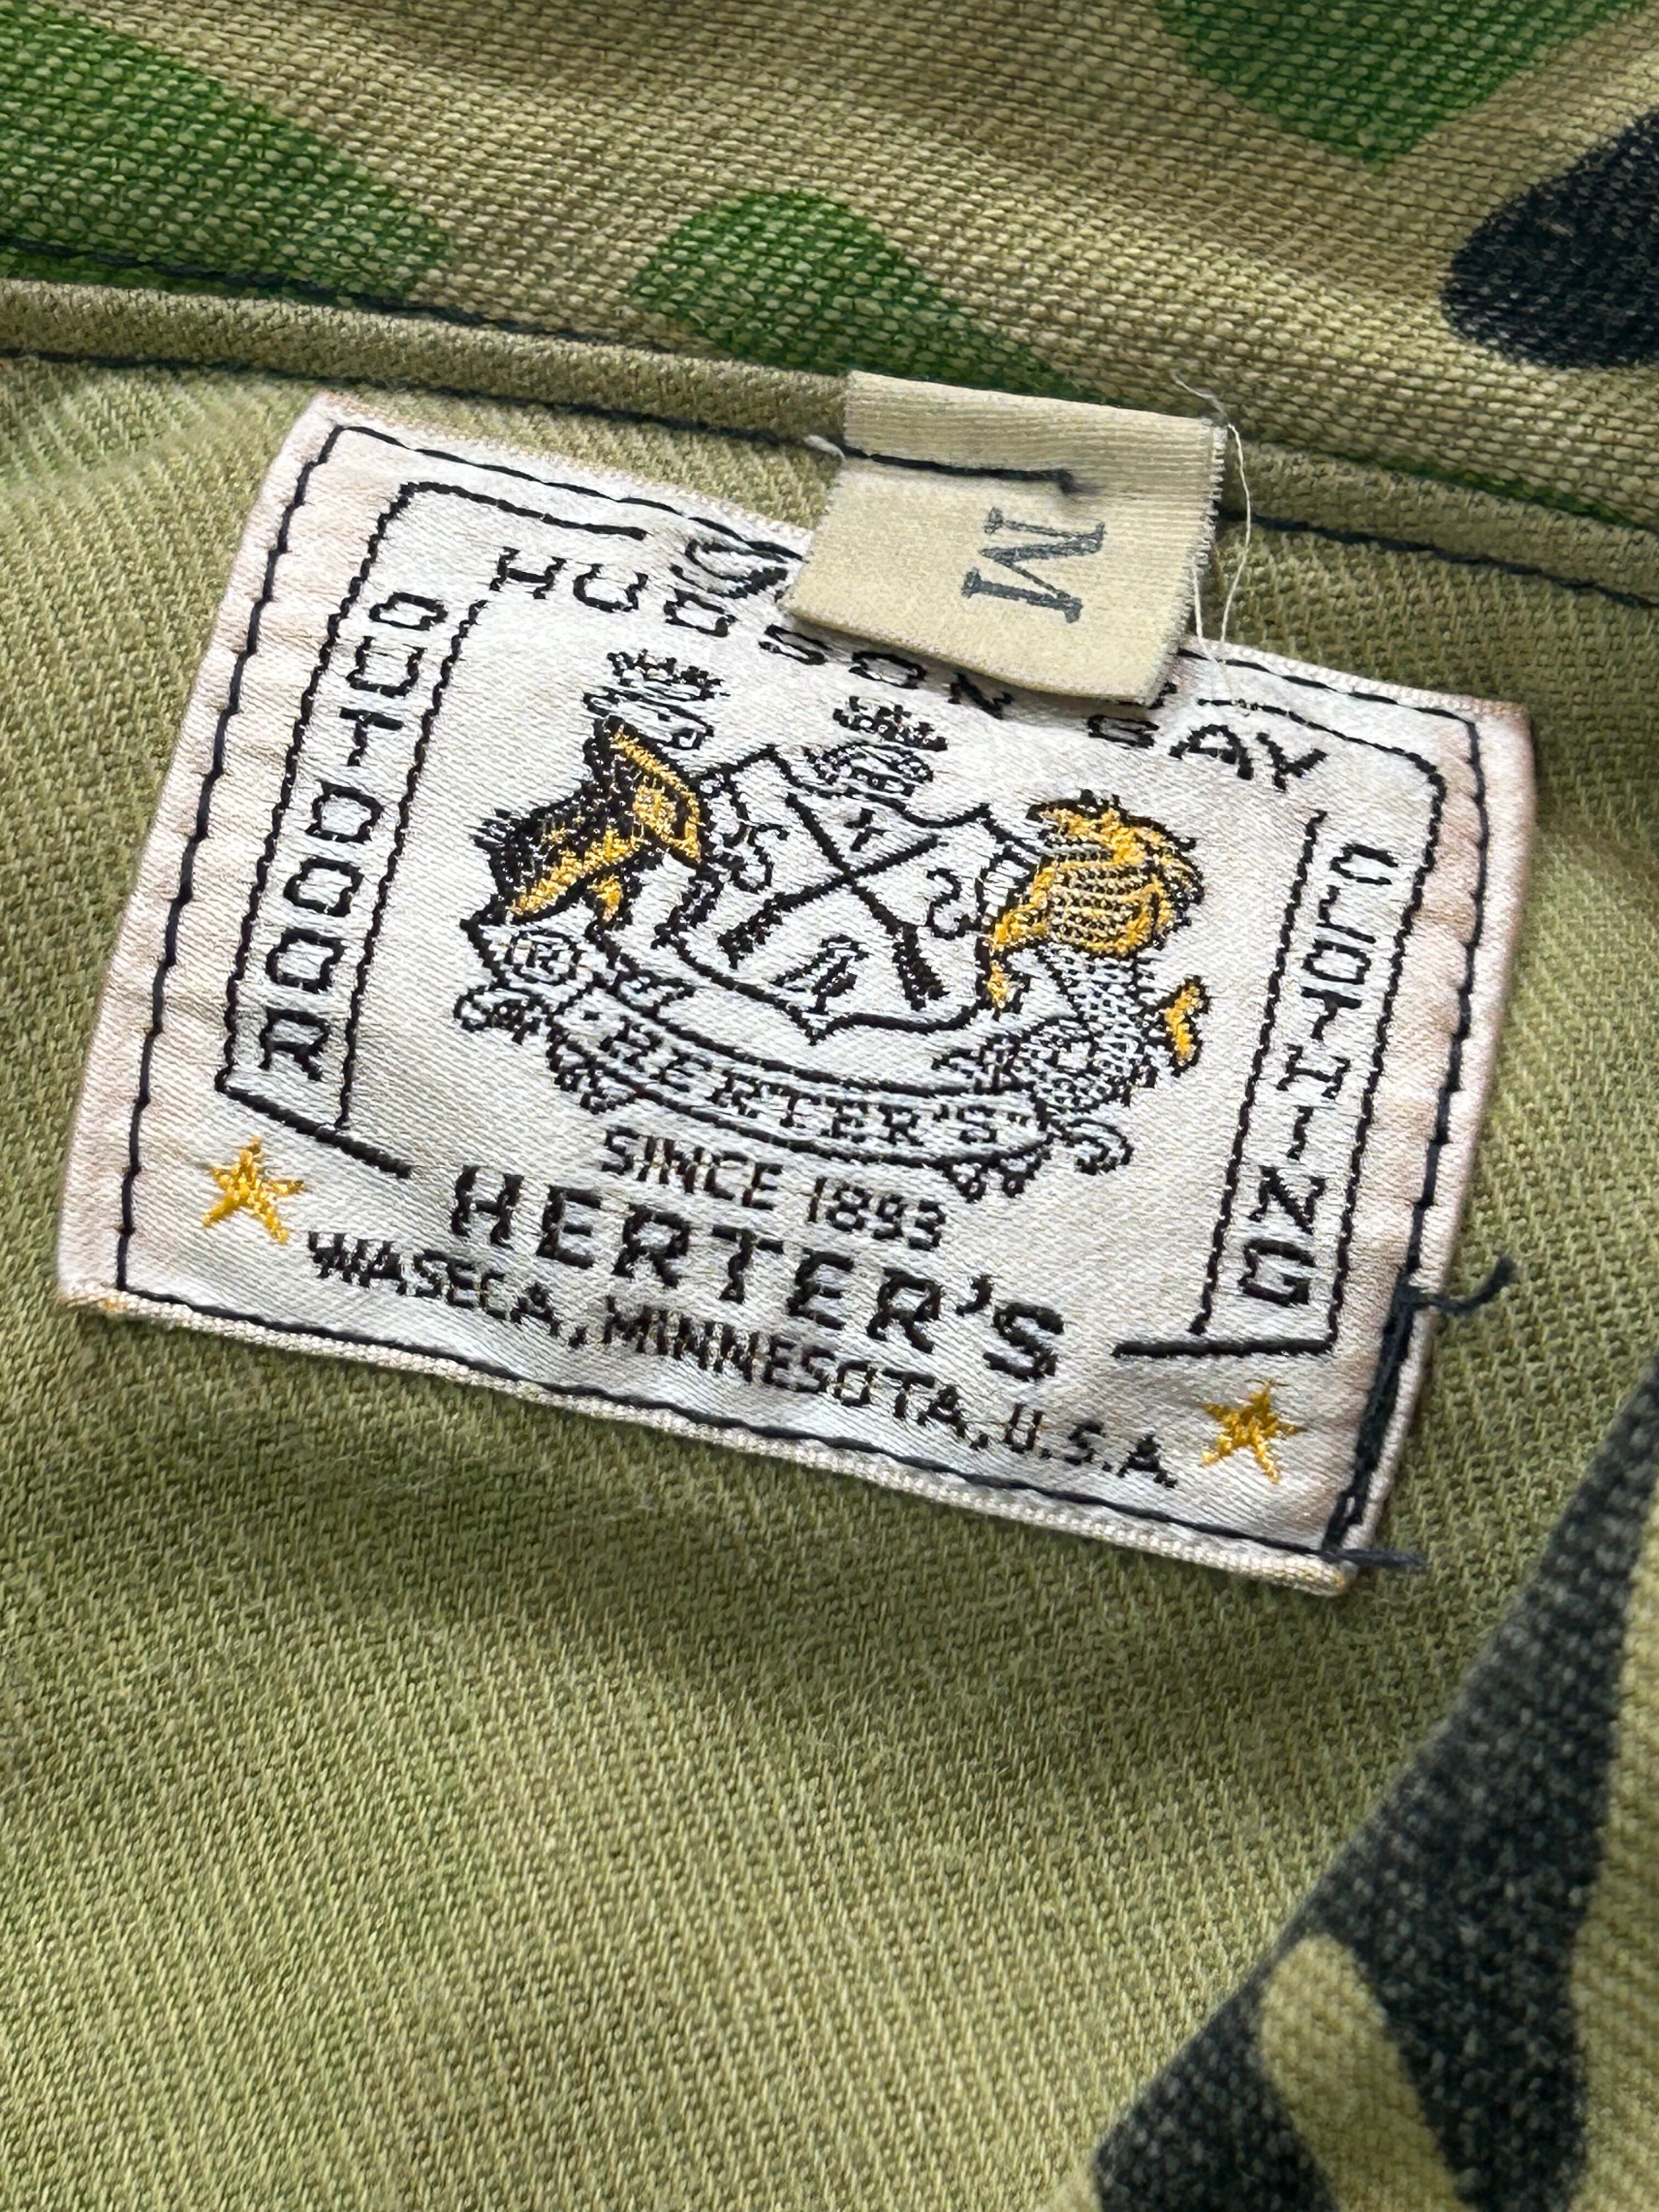 M
HUDSON BAY
OUTDOOR
CLOTHING
HERTER'S
SINCE 1893
HERTER'S
WASECA, MINNESOTA, U.S.A.